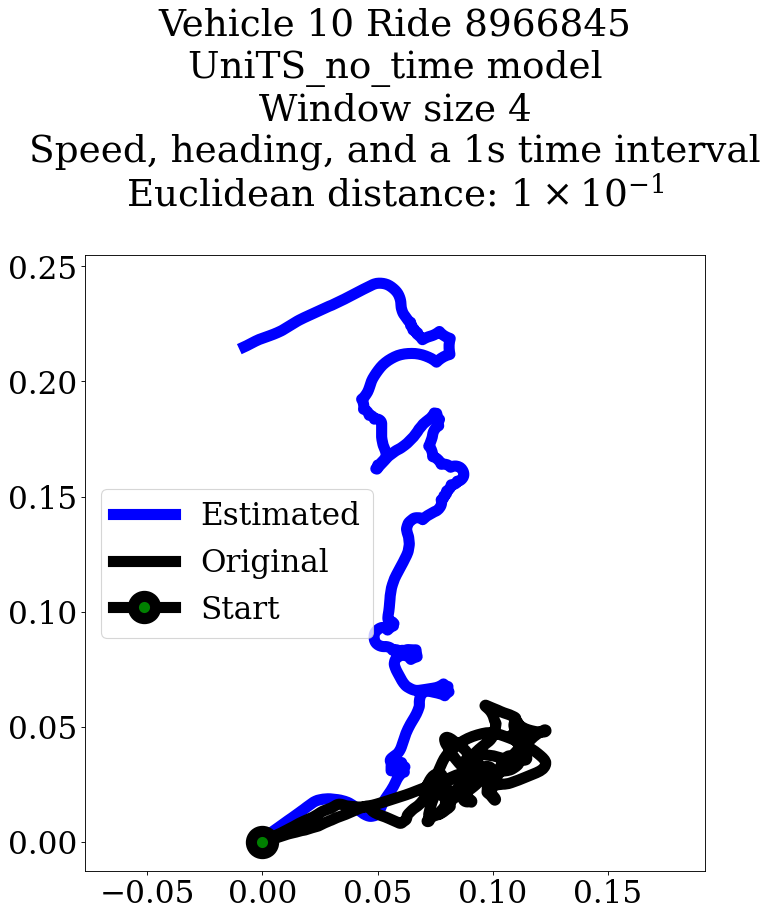 Vehicle 10 Ride 8966845
UniTS_no_time model
Window size 4
Speed, heading, and a 1s time interval
Euclidean distance: $1 \times 10^{-1}$
0.25
0.20
0.15
0.10
0.05
0.00
Estimated
Original
Start
−0.05 0.00 0.05 0.10 0.15